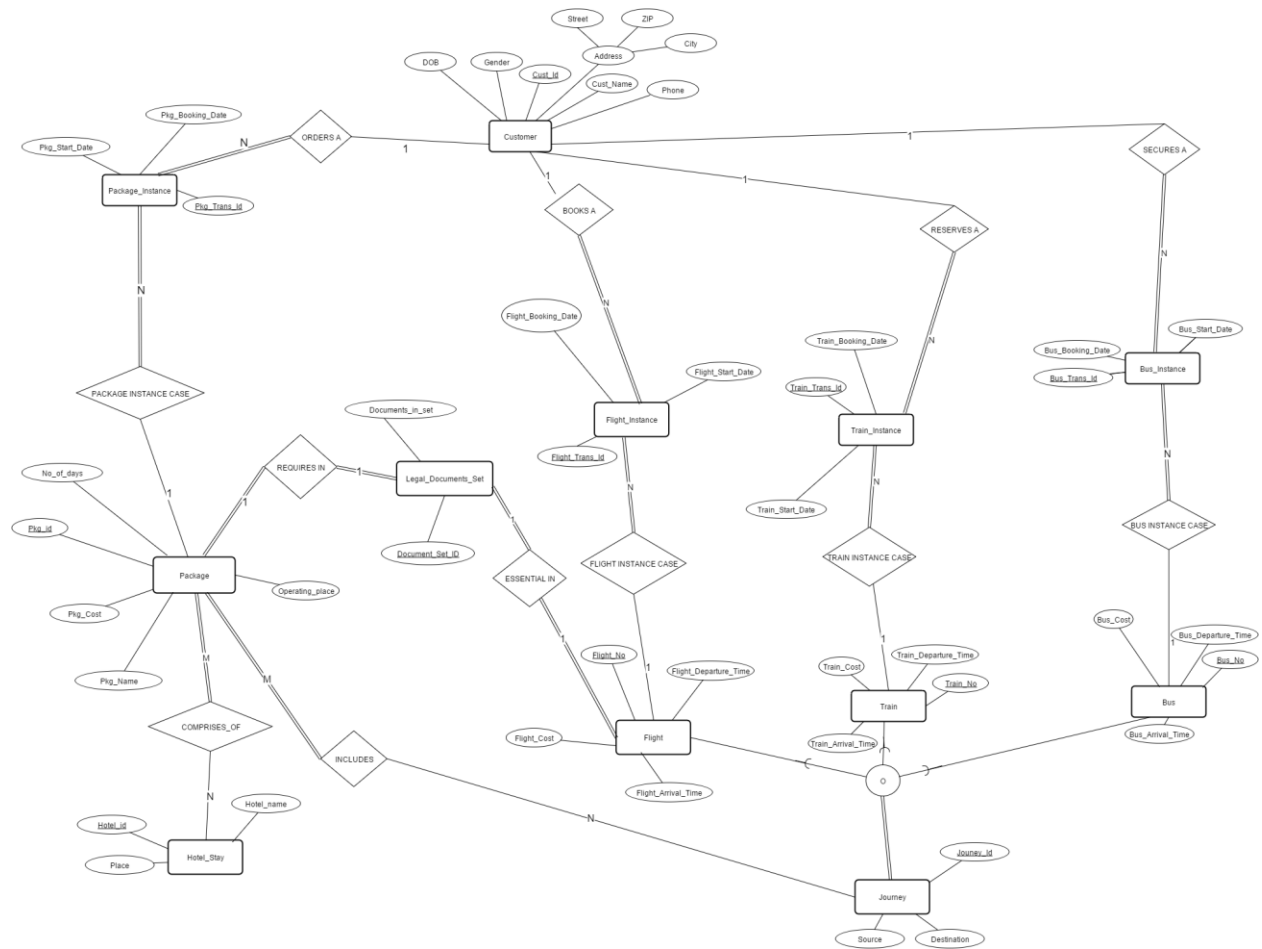 Street
ZIP
Address
City
DOB
Gender
Cust_Id
Cust_Name
Phone
Customer
Pkg_Booking_Date
Pkg_Start_Date
Package_Instance
Pkg_Trans_Id
N
ORDERS A
1
1
1
1
SECURES A
BOOKS A
RESERVES A
N
N
N
N
Flight_Booking_Date
Flight_Start_Date
Flight_Instance
Flight_Trans_Id
Train_Booking_Date
Train_Trans_Id
Train_Instance
Train_Start_Date
Bus_Start_Date
Bus_Booking_Date
Bus_Instance
Bus_Trans_Id
PACKAGE INSTANCE CASE
Documents_in_set
REQUIRES IN
1
1
Legal_Documents_Set
Document_Set_ID
1
N
N
N
1
No_of_days
Pkg_id
Package
Operating_place
Pkg_Cost
Pkg_Name
ESSENTIAL IN
FLIGHT INSTANCE CASE
TRAIN INSTANCE CASE
BUS INSTANCE CASE
1
1
1
1
Flight_No
Flight_Departure_Time
Flight_Cost
Flight
Flight_Arrival_Time
Train_Cost
Train_Departure_Time
Train_No
Train
Train_Arrival_Time
Bus_Cost
Bus_Departure_Time
Bus_No
Bus
Bus_Arrival_Time
M
M
COMPRISES_OF
INCLUDES
O
N
N
Hotel_name
Hotel_id
Place
Hotel_Stay
Jouney_Id
Journey
Source
Destination